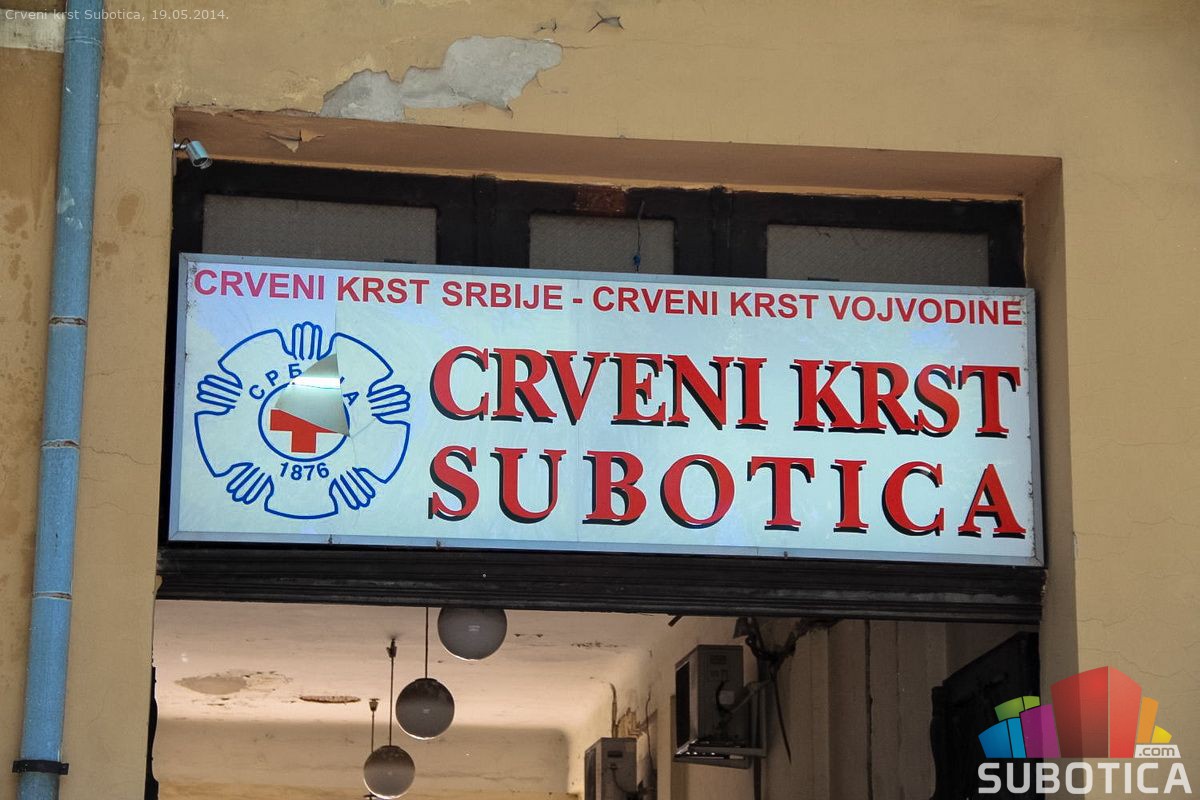 Crveni krst Subotica, 19.05.2014.
CRVENI KRST SRBIJE - CRVENI KRST VOJVODINE
CRVENI KRST
SUBOTICA
1876
.com
SUBOTICA